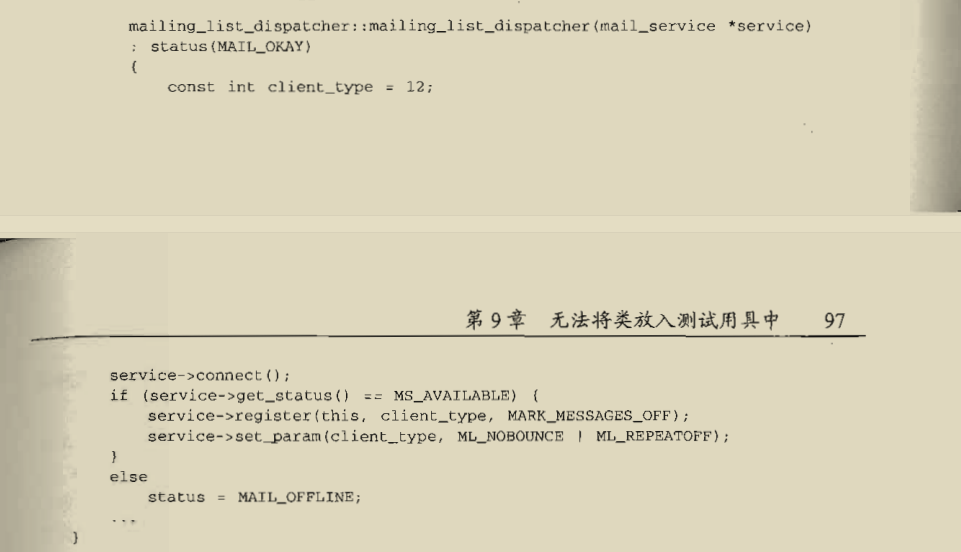 mailing_list_dispatcher::mailing_list_dispatcher(mail_service *service)
: status(MAIL_OKAY)
{
    const int client_type = 12;
第9章 无法将类放入测试用具中 97
    service->connect();
    if (service->get_status() == MS_AVAILABLE) {
        service->register(this, client_type, MARK_MESSAGES_OFF);
        service->set_param(client_type, ML_NOBOUNCE | ML_REPEATOFF);
    }
    else
        status = MAIL_OFFLINE;
    ...
}